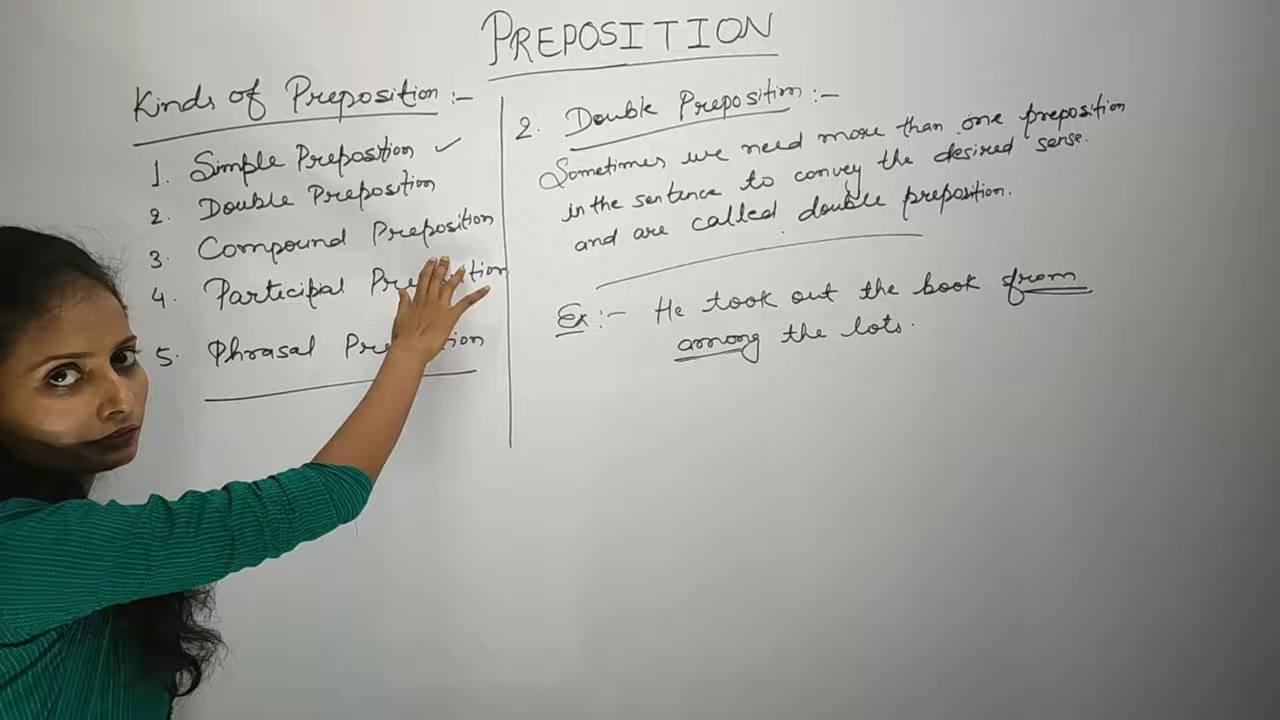 PREPOSITION
Kinds of Preposition :-
1. Simple Preposition ✓
2. Double Preposition
3. Compound Preposition
4. Participal
5. Phrasal
2. Double Preposition :-
Sometimes we need more than one preposition
in the sentence to convey the desired sense.
and are called double preposition.
Ex :- He took out the book from
among the lots.